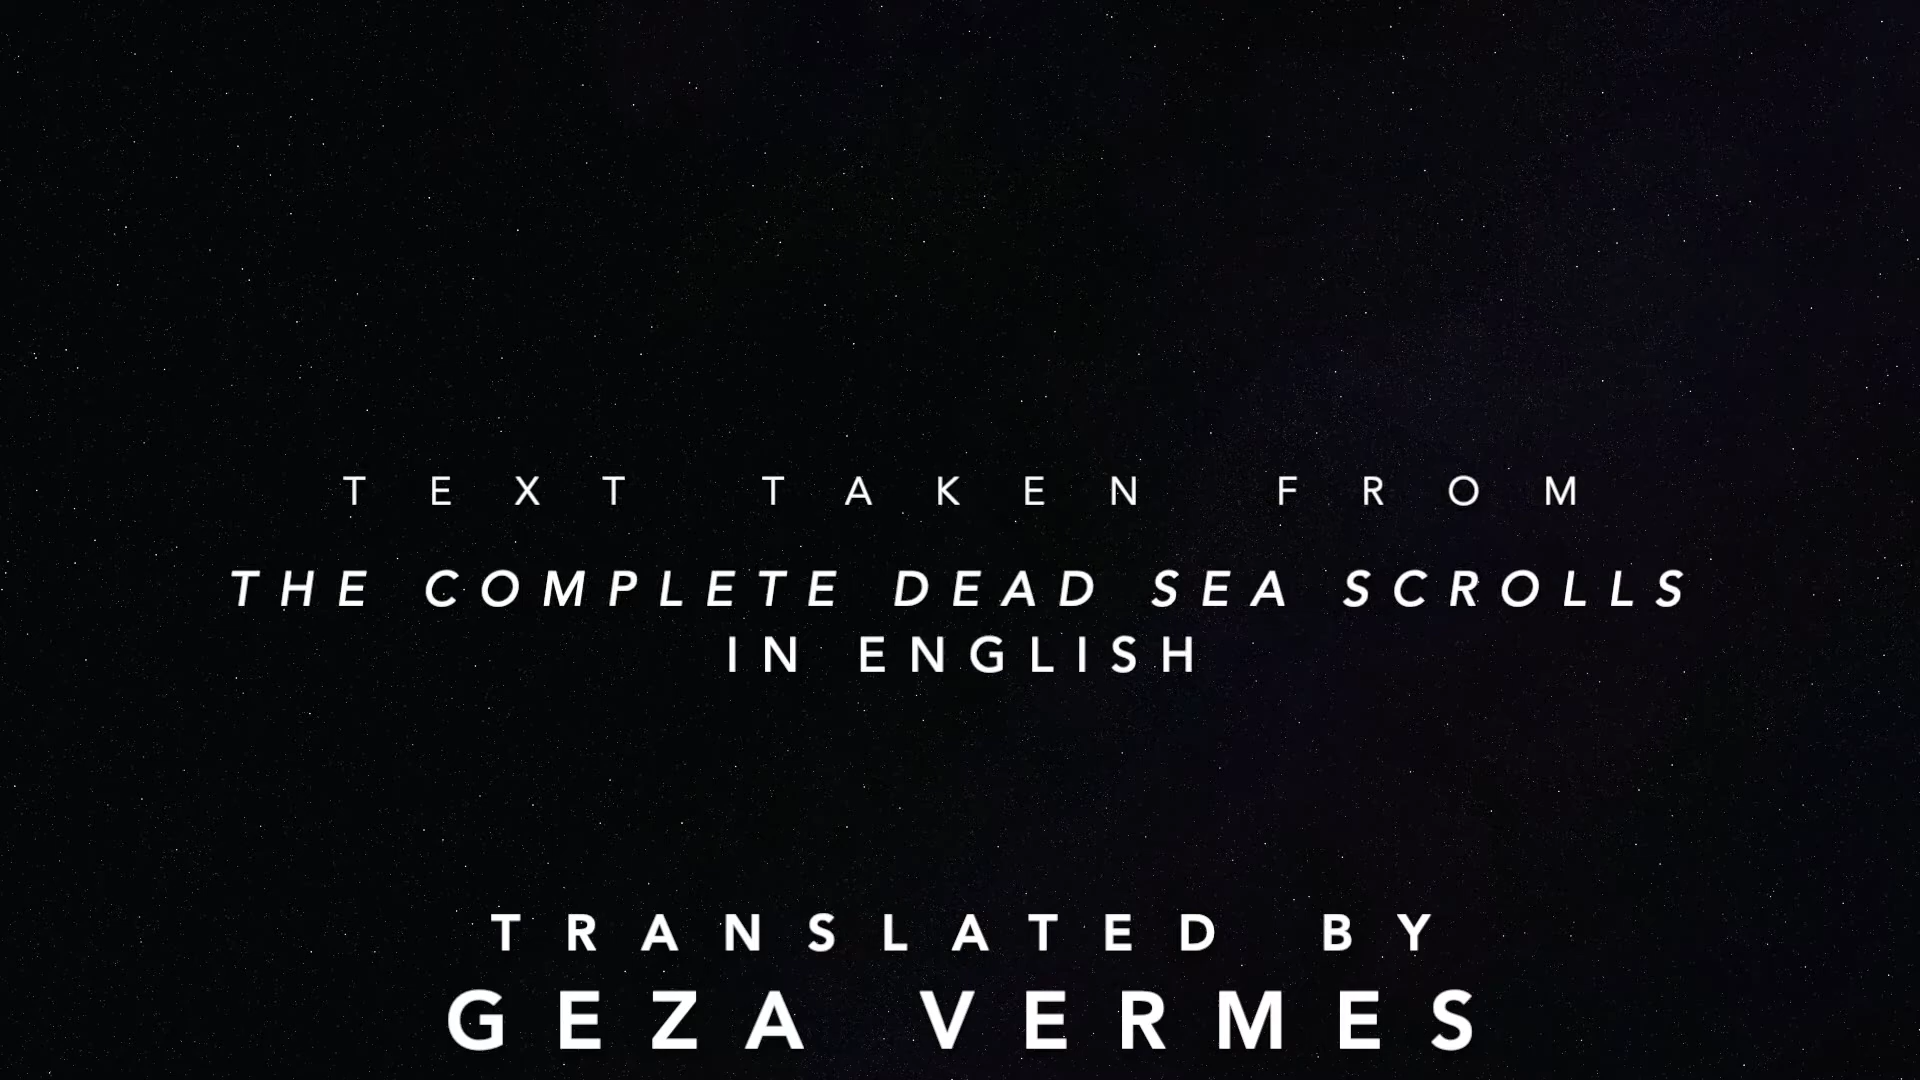 TEXT TAKEN FROM
THE COMPLETE DEAD SEA SCROLLS
IN ENGLISH
TRANSLATED BY
GEZA VERMES